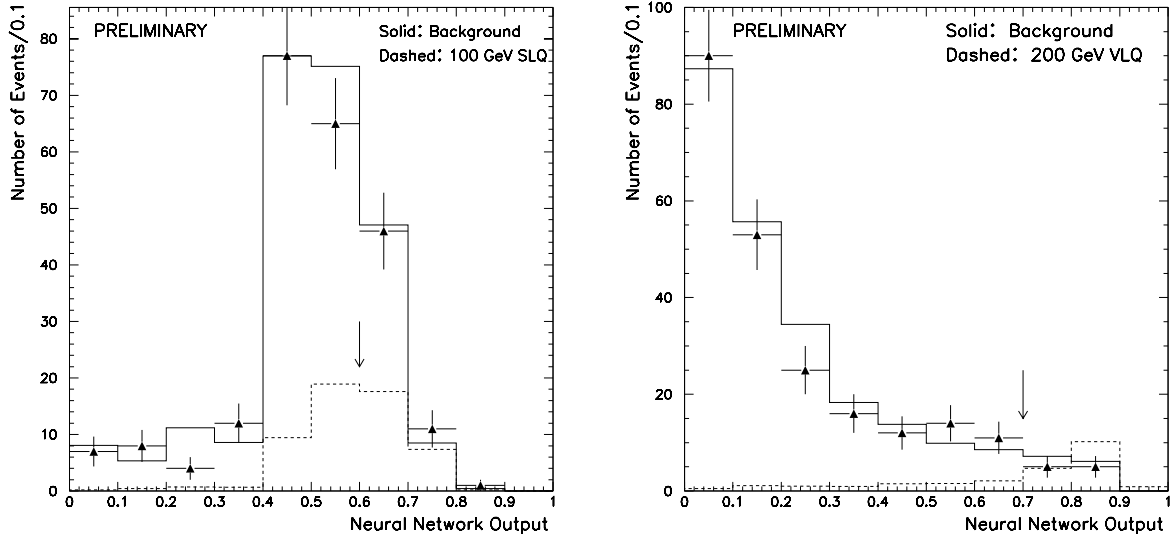 PRELIMINARY
Solid: Background
Dashed: 100 GeV SLQ
Number of Events/0.1
80
70
60
50
40
30
20
10
0
0 0.1 0.2 0.3 0.4 0.5 0.6 0.7 0.8 0.9 1
Neural Network Output
PRELIMINARY
Solid: Background
Dashed: 200 GeV VLQ
Number of Events/0.1
100
80
60
40
20
0
0 0.1 0.2 0.3 0.4 0.5 0.6 0.7 0.8 0.9 1
Neural Network Output